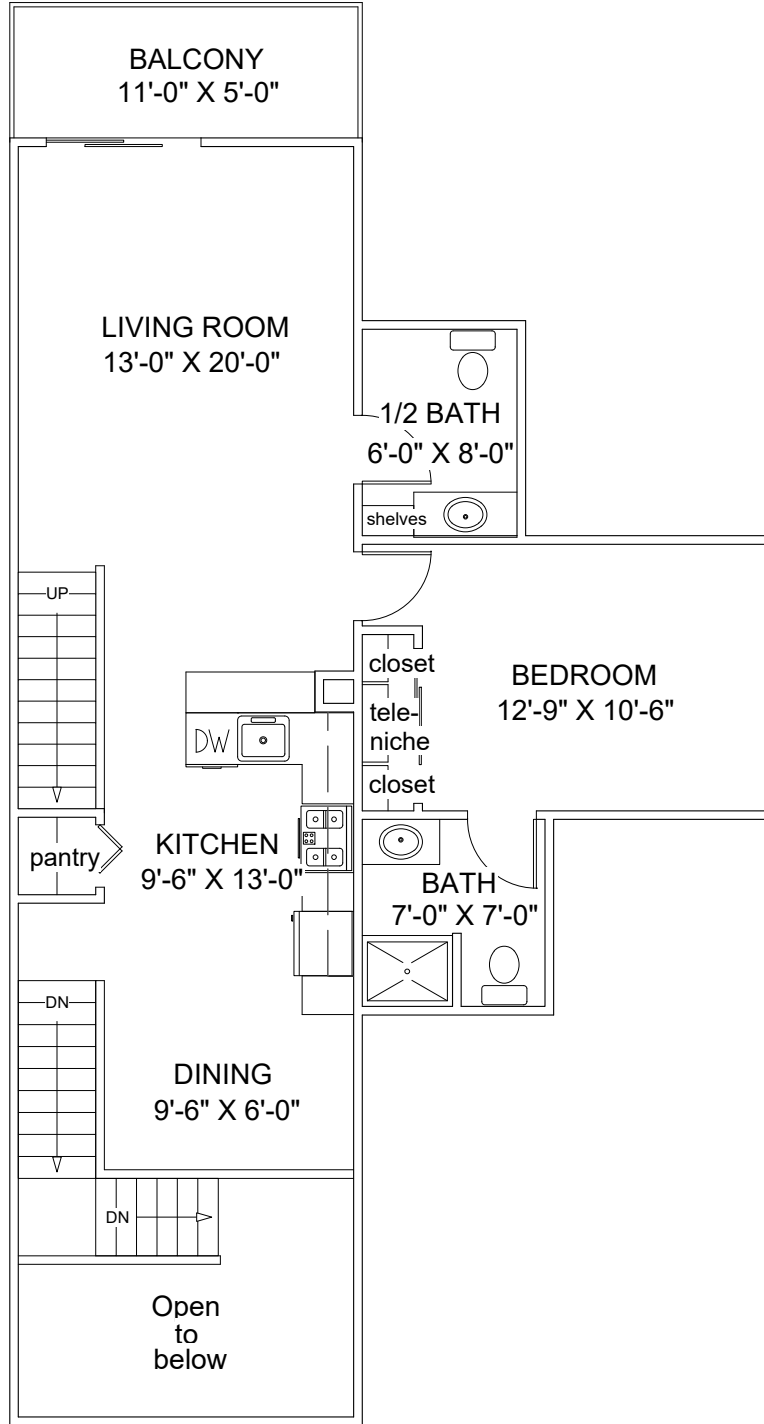 BALCONY
11'-0" X 5'-0"
LIVING ROOM
13'-0" X 20'-0"
1/2 BATH
6'-0" X 8'-0"
shelves
UP
closet
tele-
niche
closet
BEDROOM
12'-9" X 10'-6"
DW
KITCHEN
9'-6" X 13'-0"
pantry
BATH
7'-0" X 7'-0"
DN
DINING
9'-6" X 6'-0"
DN
Open
to
below